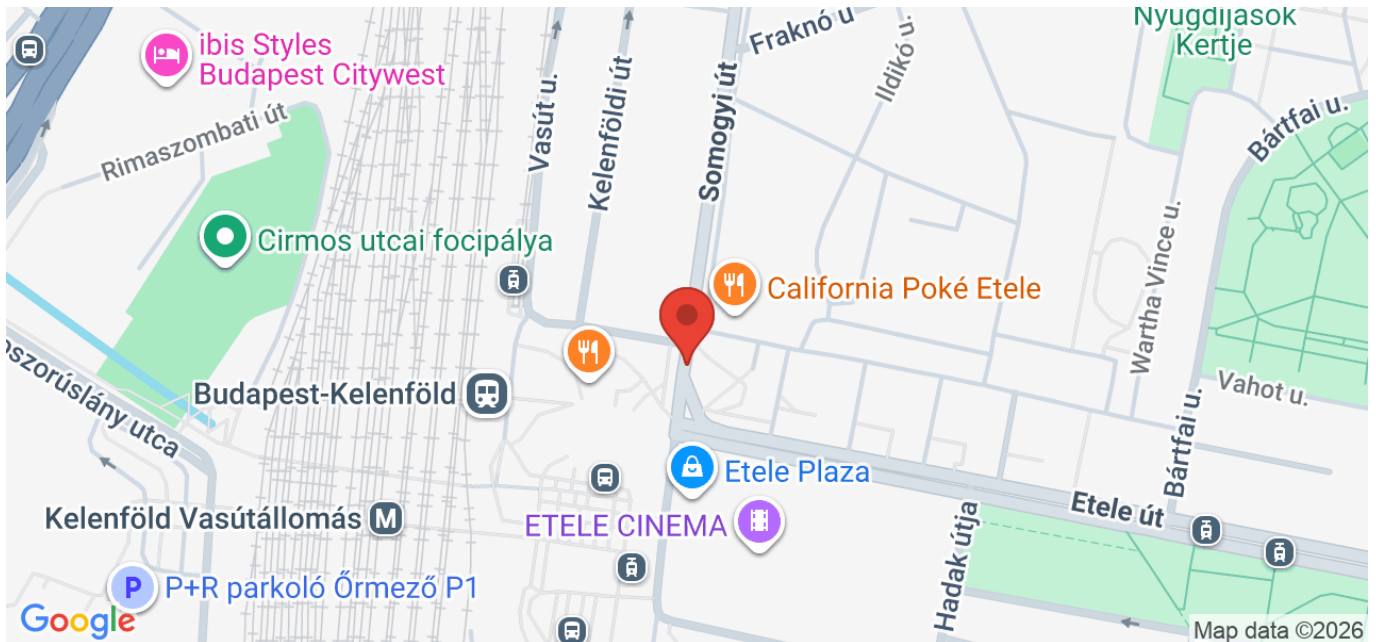 Nyugdíjasok
Kertje
Fraknó u
ibis Styles
Budapest Citywest
Ildikó u.
Vasút u.
Kelenföldi út
Somogyi út
Rimaszombati út
Bártfai u.
Cirmos utcai focipálya
California Poké Etele
Wartha Vince u.
oszorúslány utca
Budapest-Kelenföld
Vahot u.
Bártfai u.
Etele Plaza
Etele út
Kelenföld Vasútállomás M
ETELE CINEMA
Hadak útja
P P+R parkoló Őrmező P1
Google
Map data ©2026